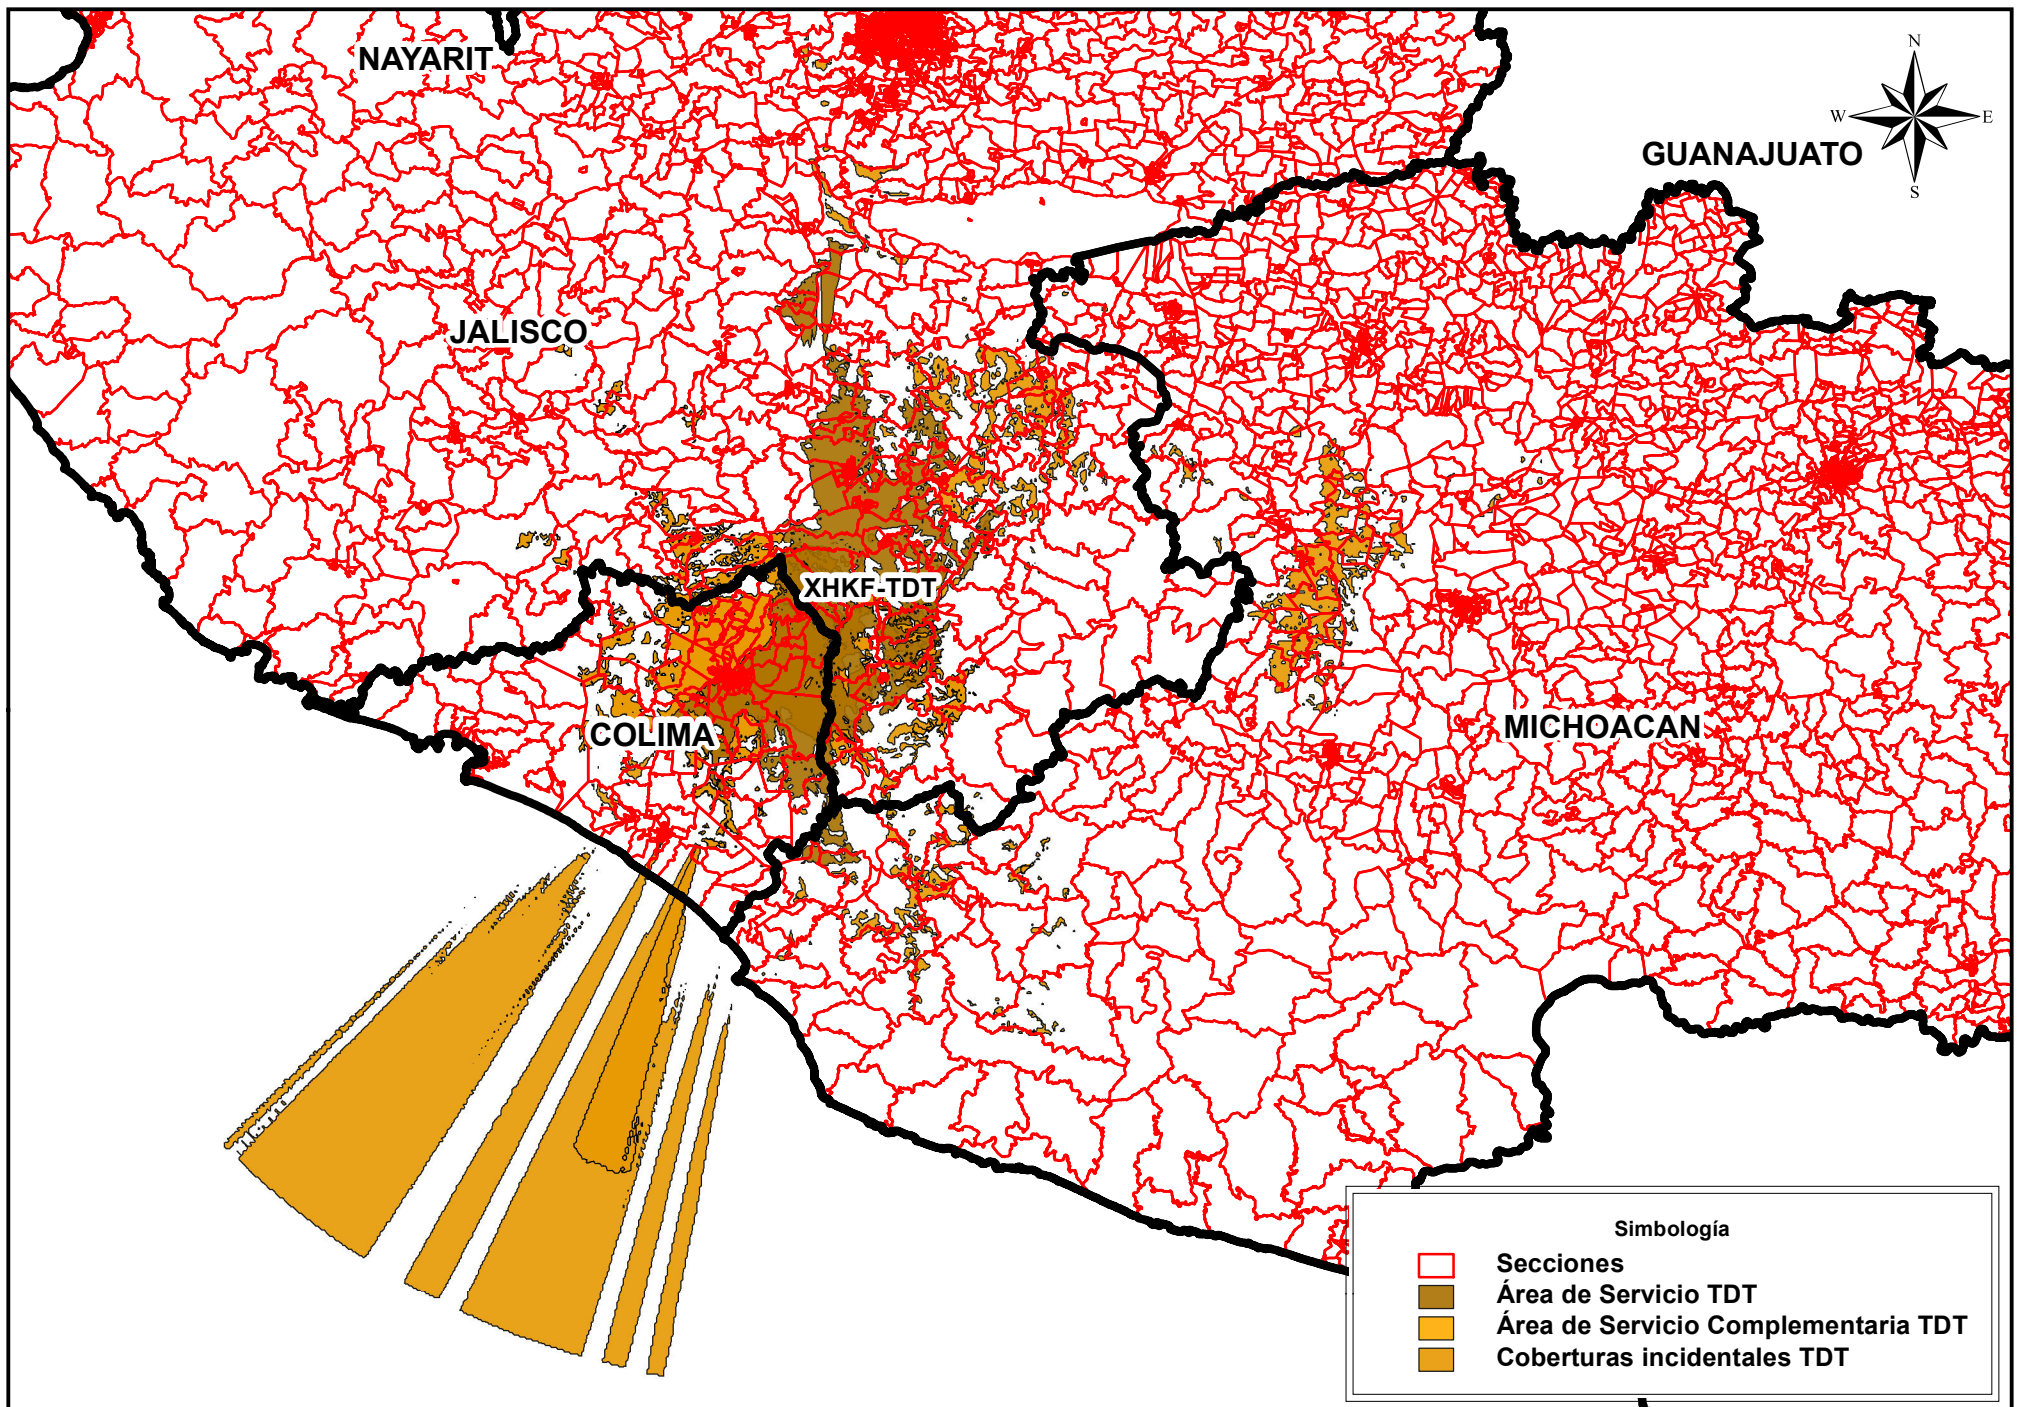 NAYARIT
N
W
E
S
GUANAJUATO
JALISCO
XHKF-TDT
COLIMA
MICHOACAN
Simbología
Secciones
Área de Servicio TDT
Área de Servicio Complementaria TDT
Coberturas incidentales TDT